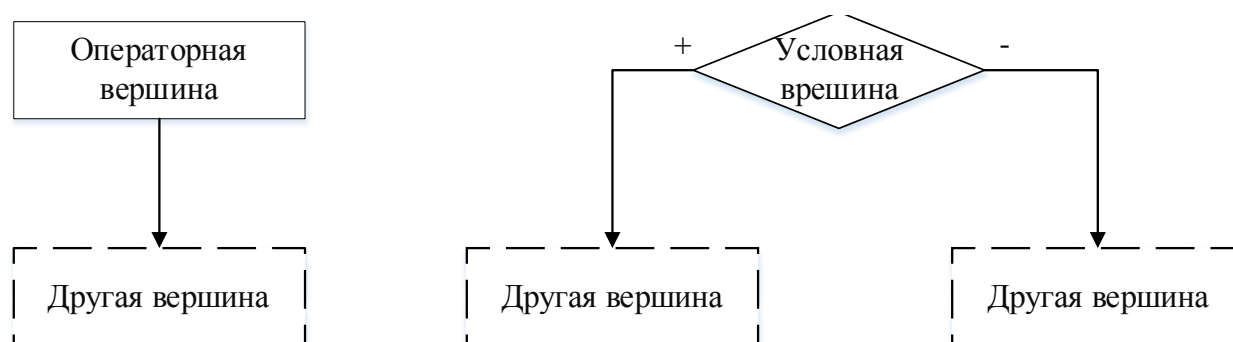 Операторная
вершина
+
Условная
врешина
-
Другая вершина
Другая вершина
Другая вершина